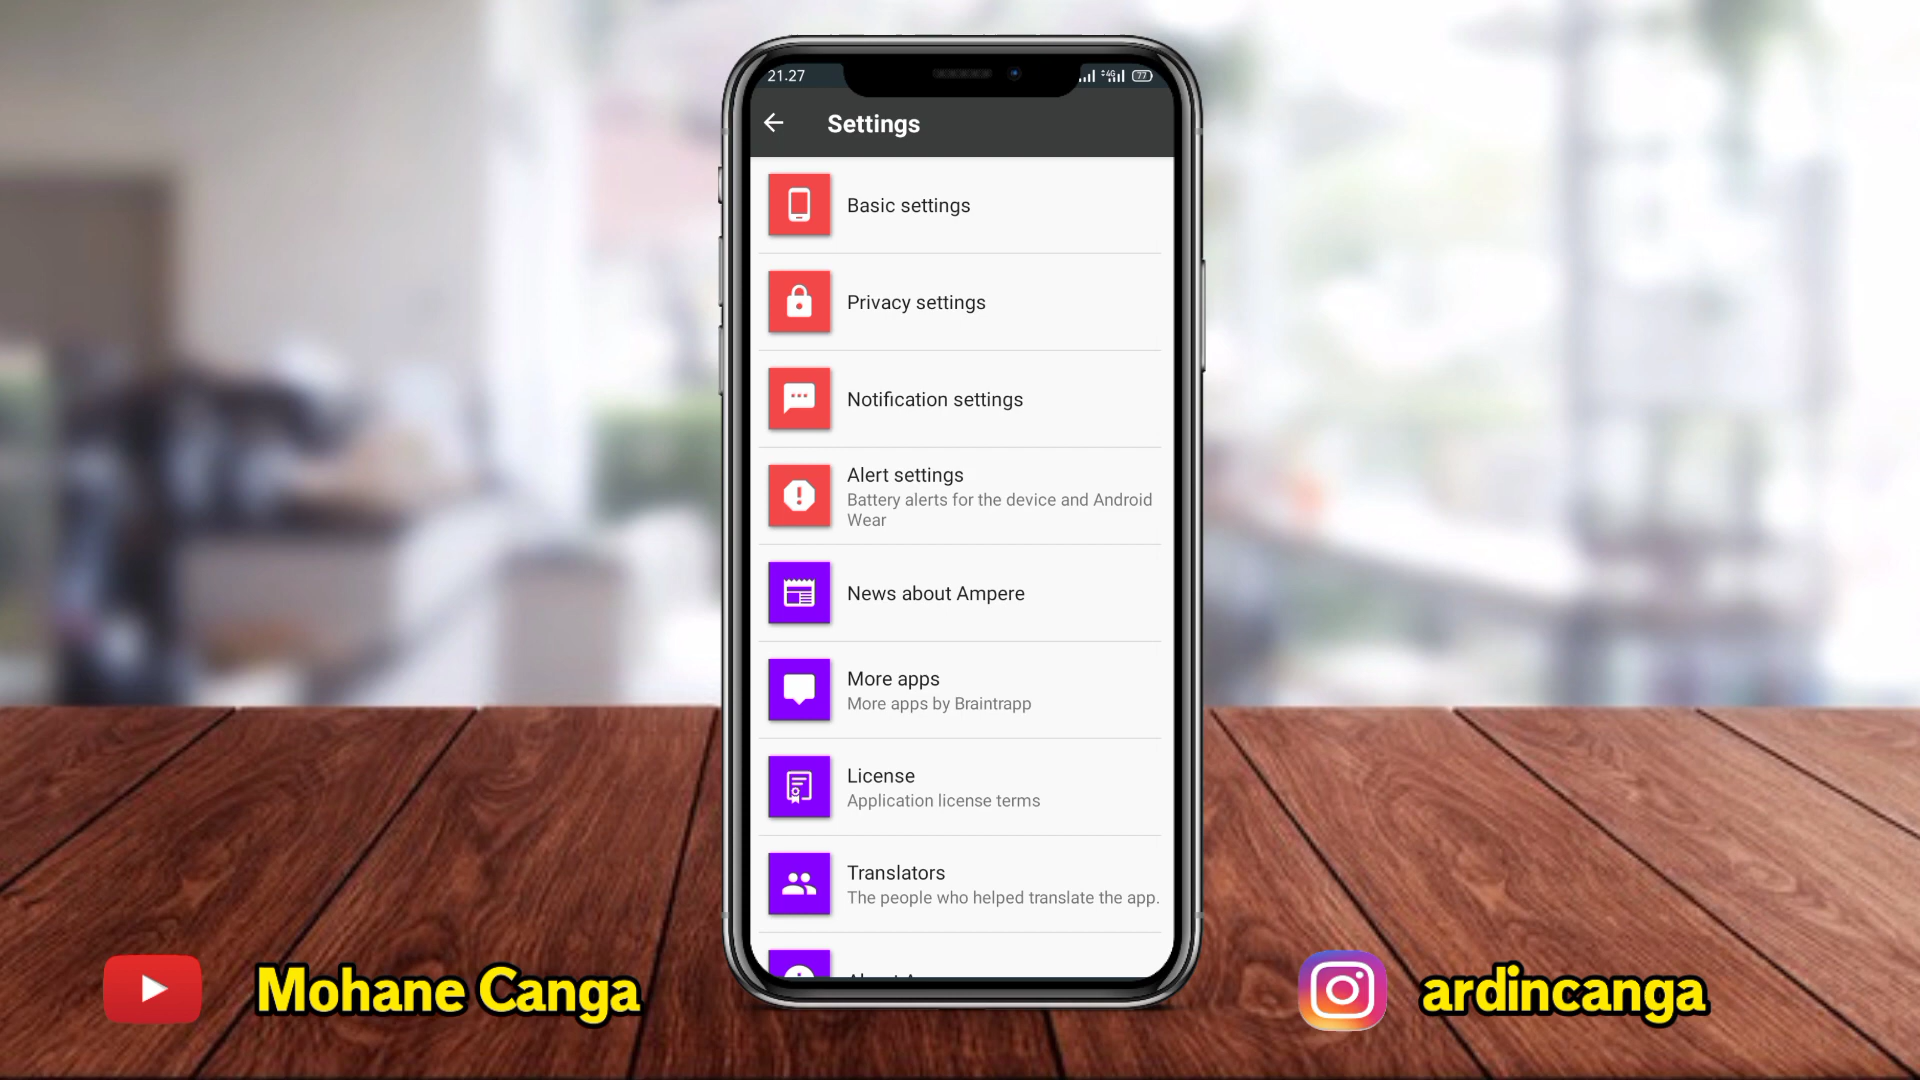 21.27
4G
77
Settings
Basic settings
Privacy settings
Notification settings
Alert settings
Battery alerts for the device and Android
Wear
News about Ampere
More apps
More apps by Braintrapp
License
Application license terms
Translators
The people who helped translate the app.
Mohane Canga
ardincanga